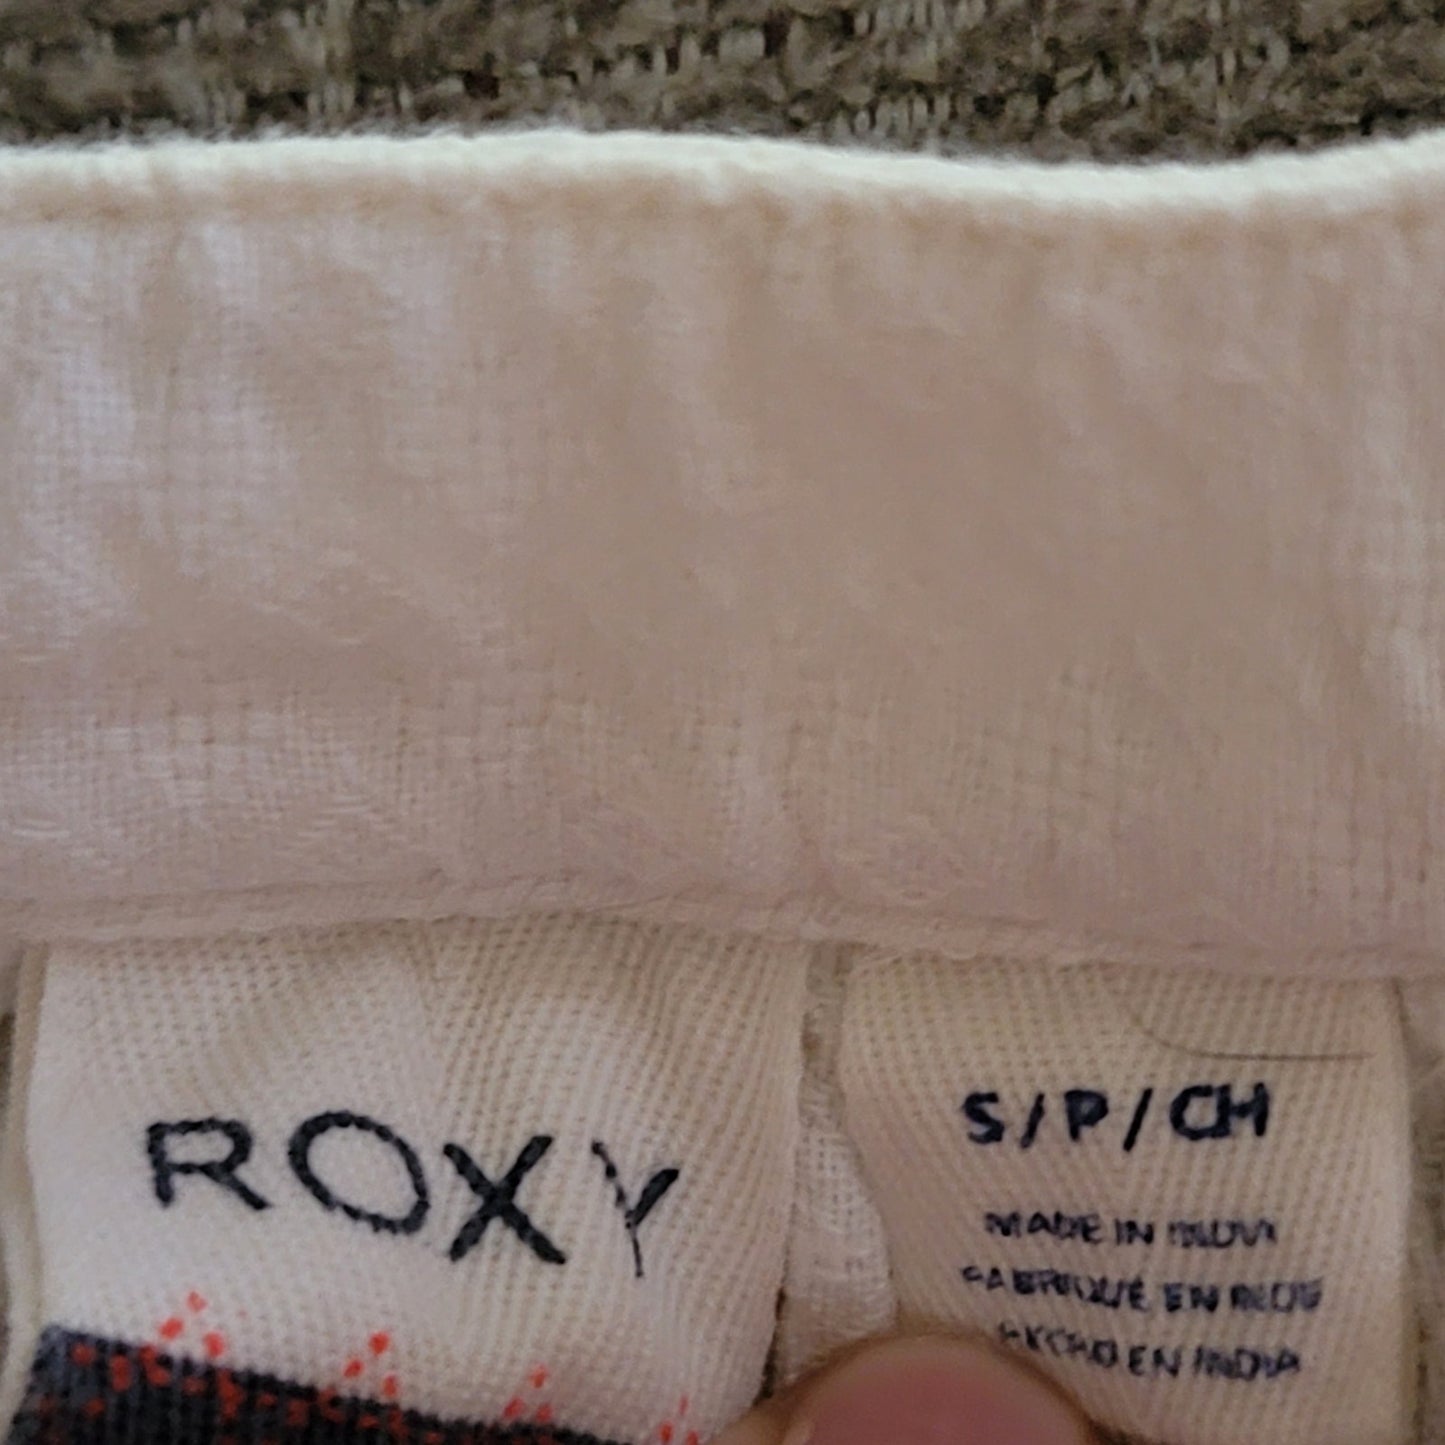 ROXY
S/P/CH
MADE IN INDIA
FABRIQUÉ EN INDE
HECHO EN INDIA